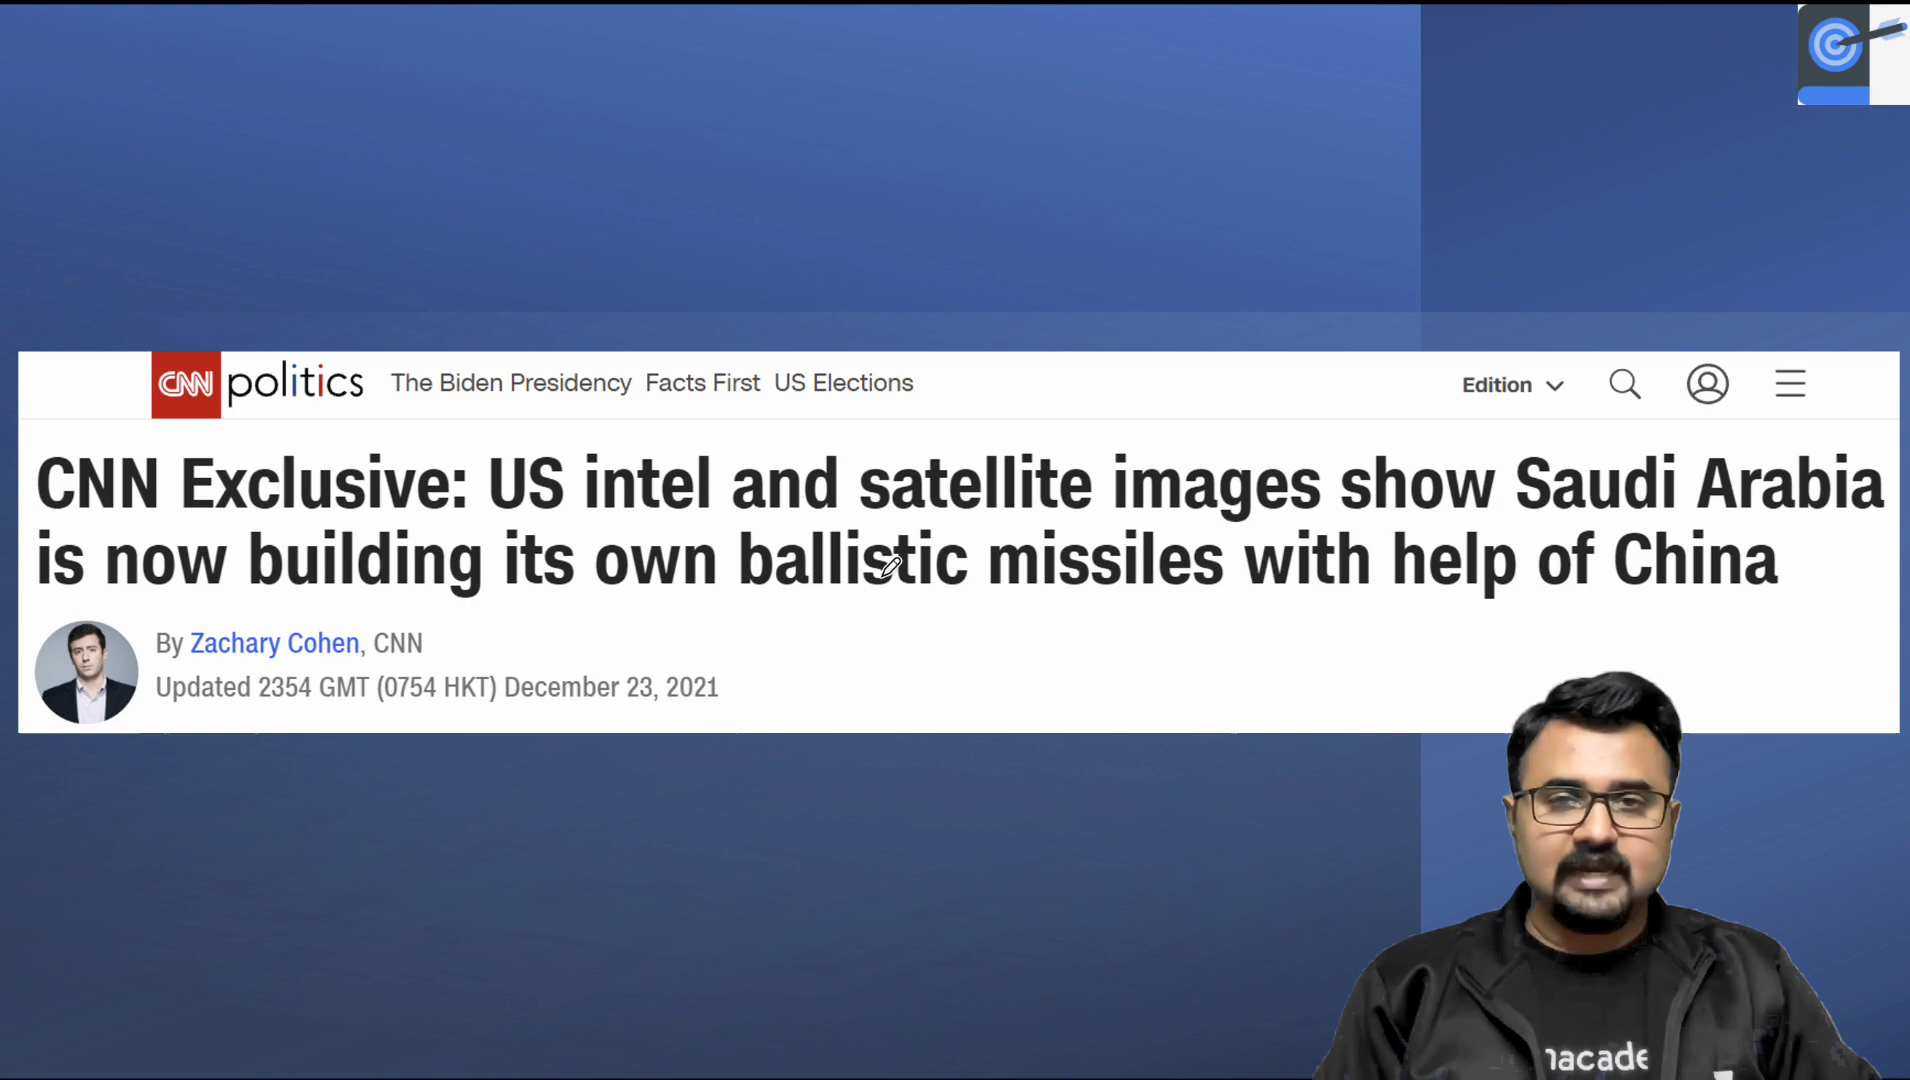 CNN politics The Biden Presidency Facts First US Elections Edition
CNN Exclusive: US intel and satellite images show Saudi Arabia
is now building its own ballistic missiles with help of China
By Zachary Cohen, CNN
Updated 2354 GMT (0754 HKT) December 23, 2021
nacade